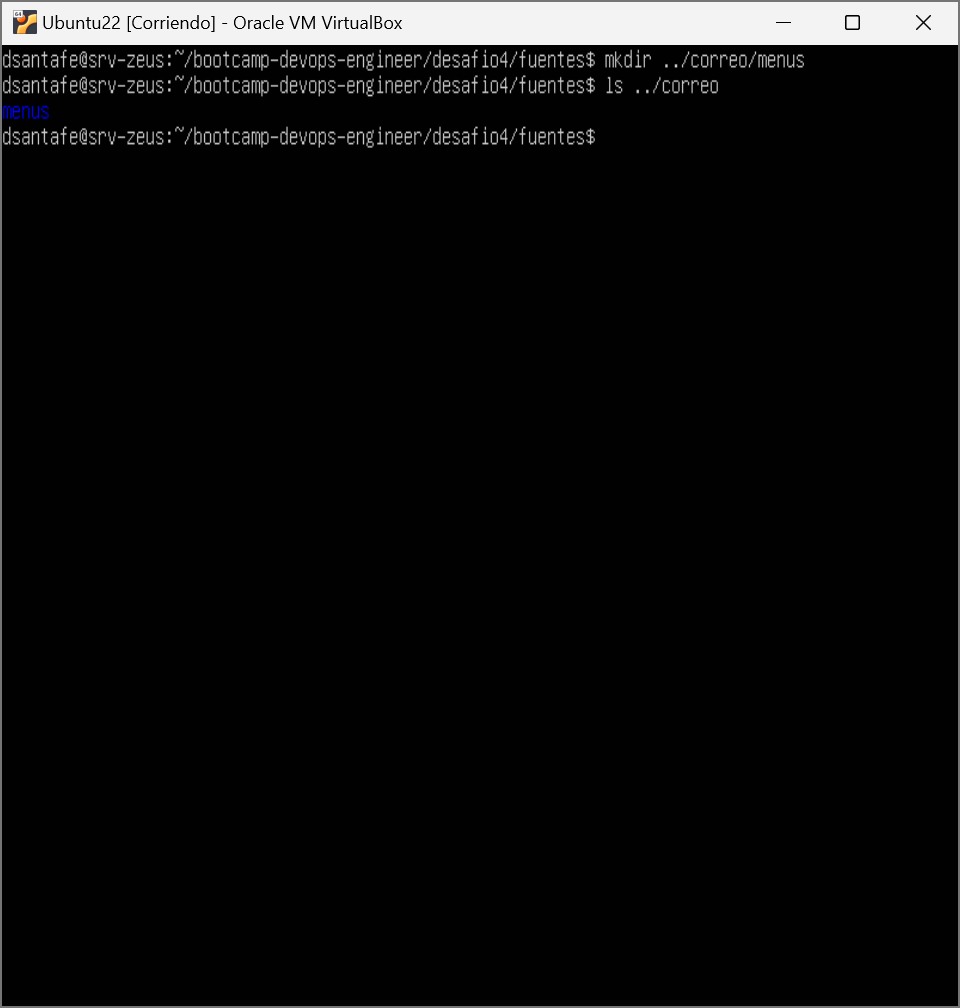 Ubuntu22 [Corriendo] - Oracle VM VirtualBox
dsantafe@srv-zeus:~/bootcamp-devops-engineer/desafio4/fuentes$ mkdir ../correo/menus
dsantafe@srv-zeus:~/bootcamp-devops-engineer/desafio4/fuentes$ ls ../correo
menus
dsantafe@srv-zeus:~/bootcamp-devops-engineer/desafio4/fuentes$